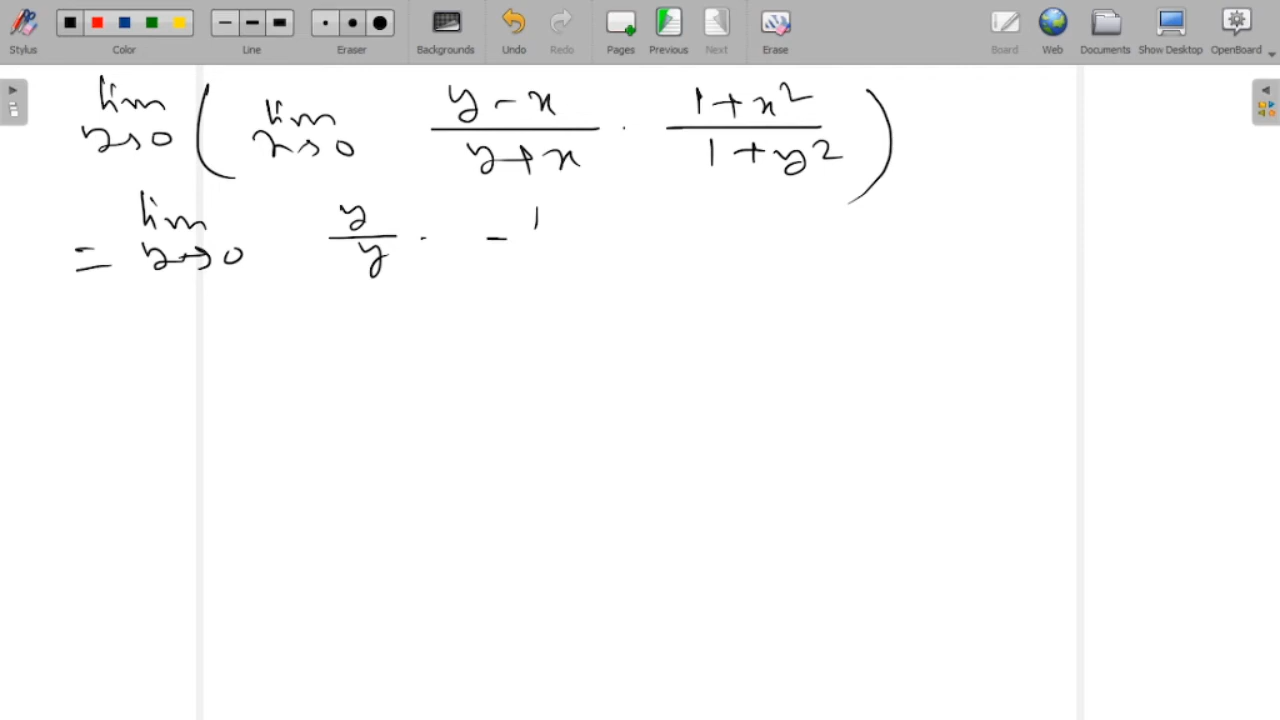 Stylus Color Line Eraser Backgrounds Undo Redo Pages Previous Next Erase Board Web Documents Show Desktop OpenBoard
lim y→0 ( lim x→0 (y - x)/(y + x) · (1 + x²)/(1 + y²) )
= lim y→0 y/y · - 1